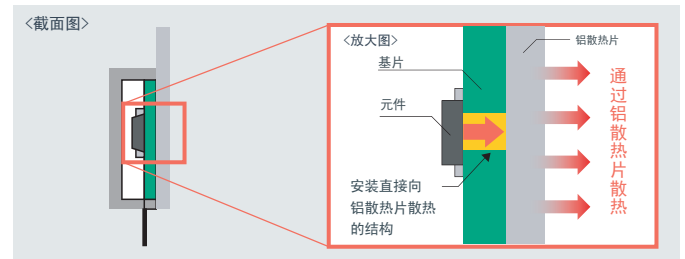 〈截面图〉
〈放大图〉
铝散热片
基片
元件
安装直接向
铝散热片散热
的结构
通过铝散热片散热